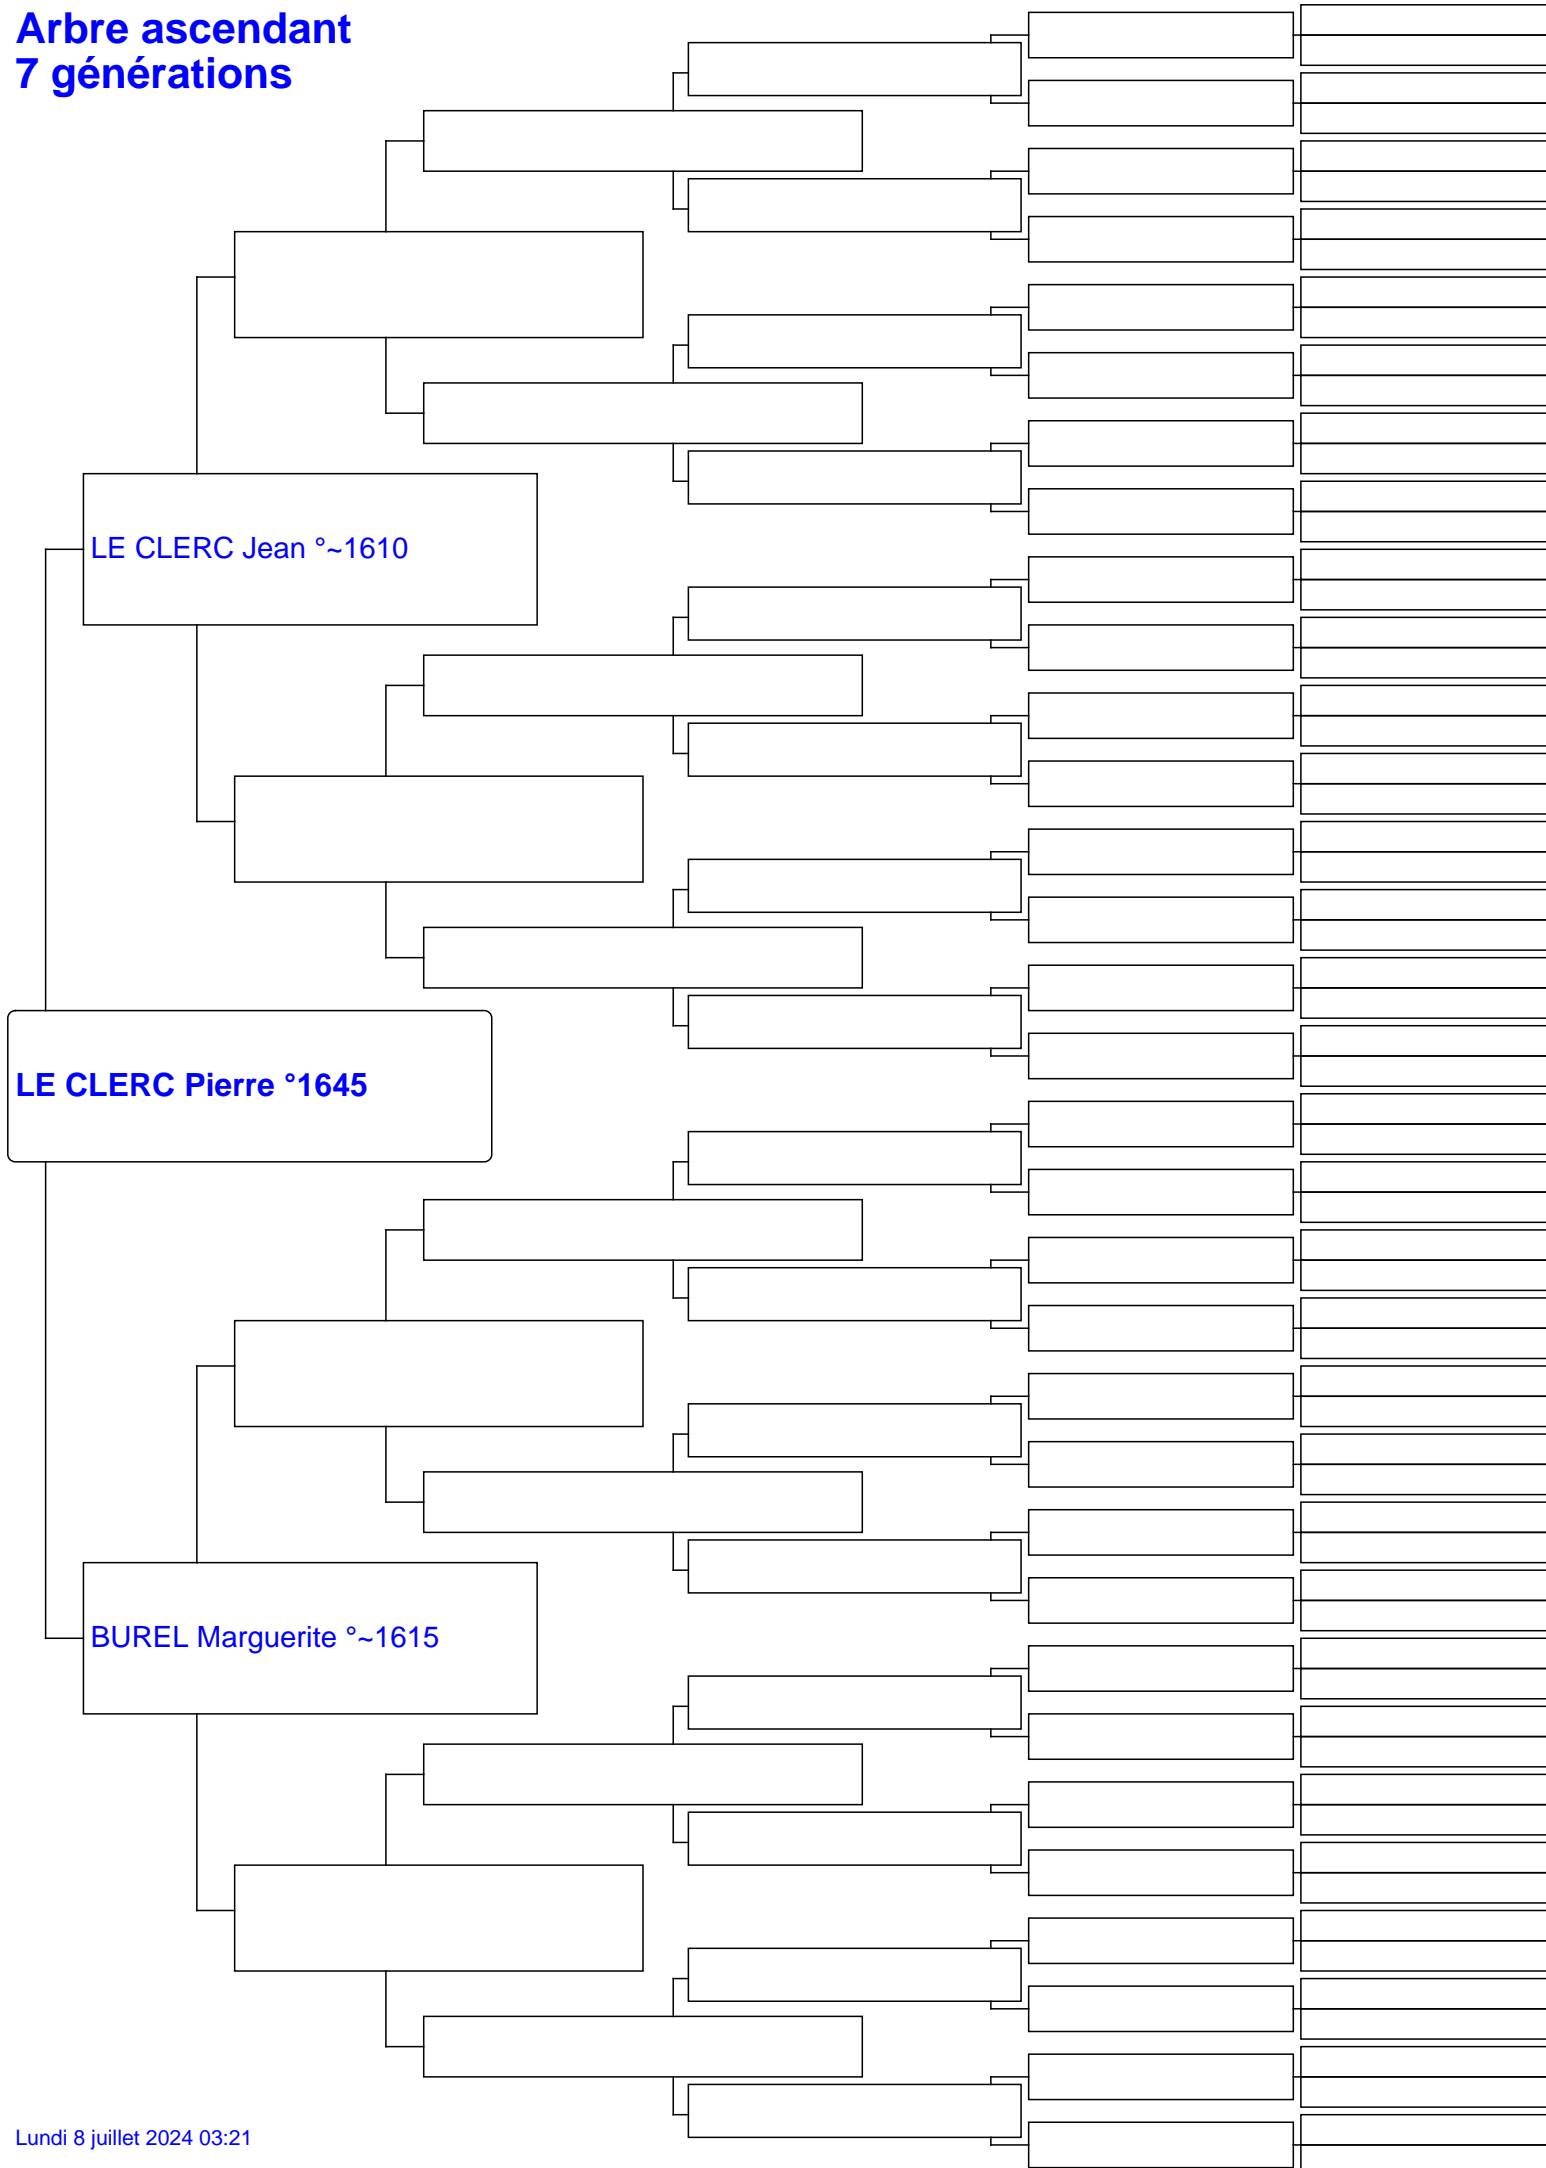 Arbre ascendant
7 générations
LE CLERC Jean °~1610
LE CLERC Pierre °1645
BUREL Marguerite °~1615
Lundi 8 juillet 2024 03:21